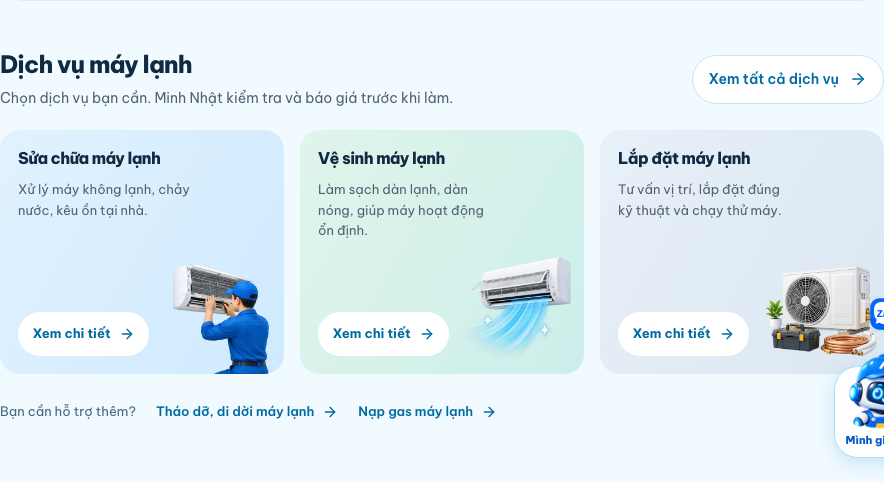 Dịch vụ máy lạnh
Chọn dịch vụ bạn cần. Minh Nhật kiểm tra và báo giá trước khi làm.
Xem tất cả dịch vụ
Sửa chữa máy lạnh
Xử lý máy không lạnh, chảy
nước, kêu ồn tại nhà.
Xem chi tiết
Vệ sinh máy lạnh
Làm sạch dàn lạnh, dàn
nóng, giúp máy hoạt động
ổn định.
Xem chi tiết
Lắp đặt máy lạnh
Tư vấn vị trí, lắp đặt đúng
kỹ thuật và chạy thử máy.
Xem chi tiết
Bạn cần hỗ trợ thêm?
Tháo dỡ, di dời máy lạnh
Nạp gas máy lạnh
Mình